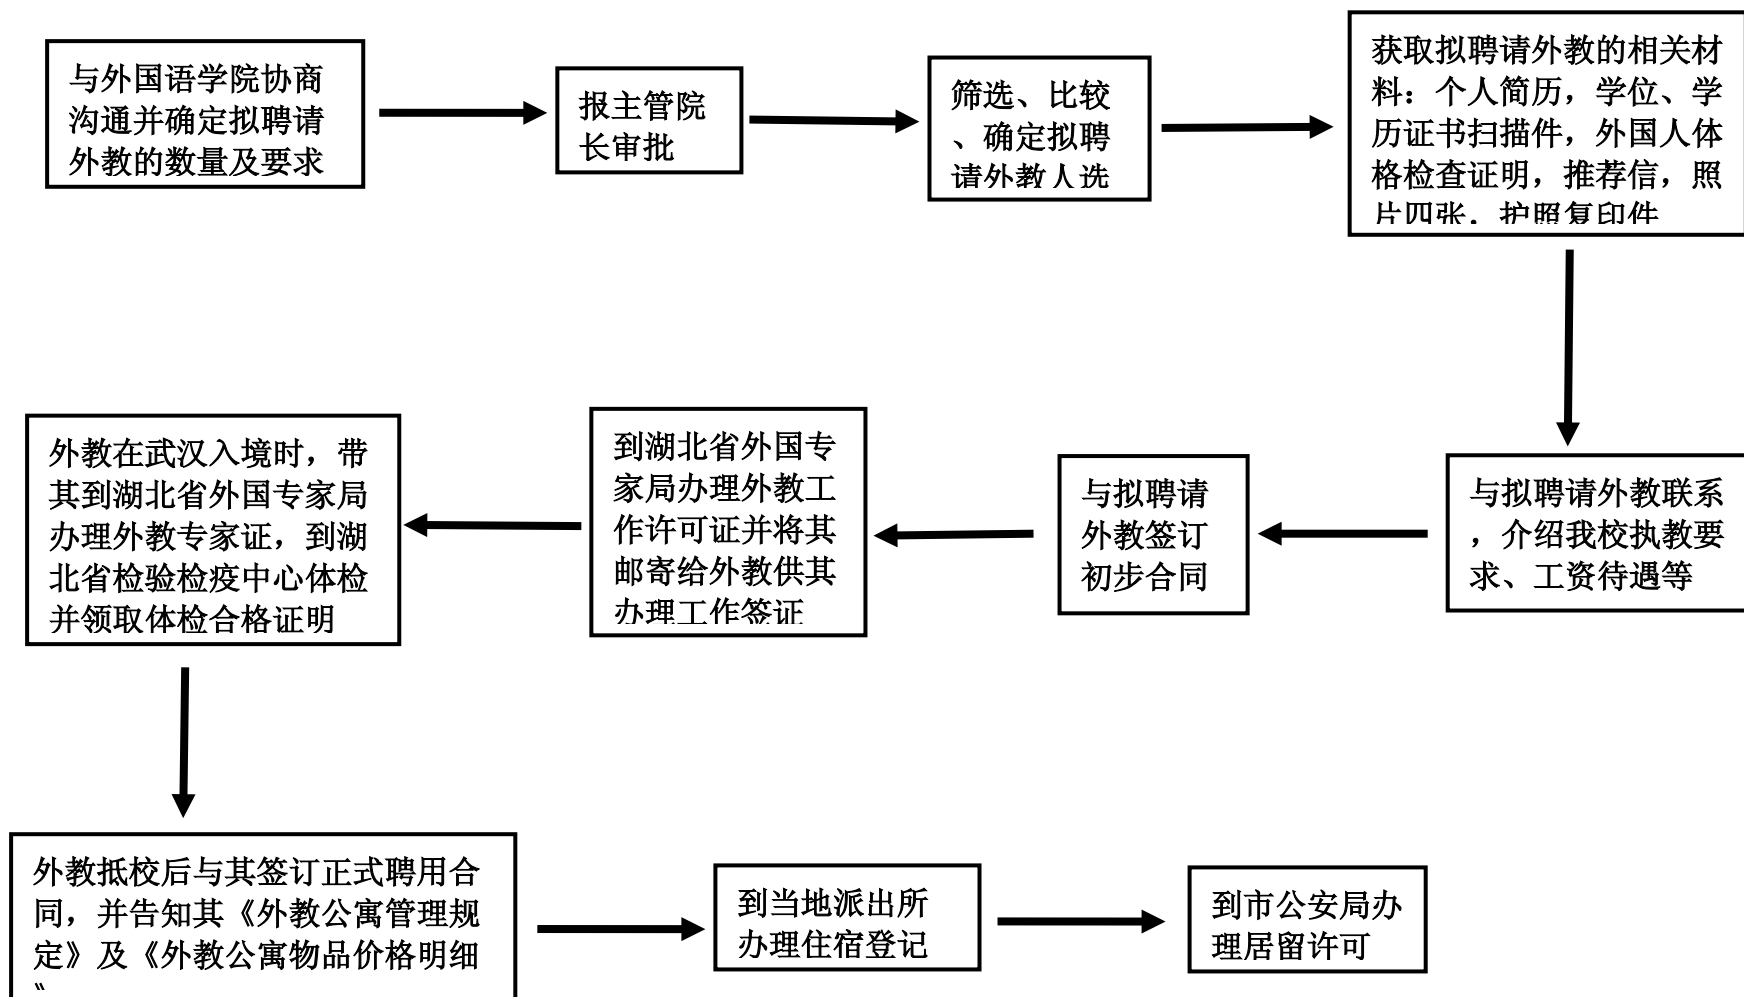 与外国语学院协商
沟通并确定拟聘请
外教的数量及要求
报主管院
长审批
筛选、比较
、确定拟聘
请外教人选
获取拟聘请外教的相关材
料：个人简历，学位、学
历证书扫描件，外国人体
格检查证明，推荐信，照
片四张，护照复印件
与拟聘请外教联系
，介绍我校执教要
求、工资待遇等
与拟聘请
外教签订
初步合同
到湖北省外国专
家局办理外教工
作许可证并将其
邮寄给外教供其
办理工作签证
外教在武汉入境时，带
其到湖北省外国专家局
办理外教专家证，到湖
北省检验检疫中心体检
并领取体检合格证明
外教抵校后与其签订正式聘用合
同，并告知其《外教公寓管理规
定》及《外教公寓物品价格明细
》
到当地派出所
办理住宿登记
到市公安局办
理居留许可